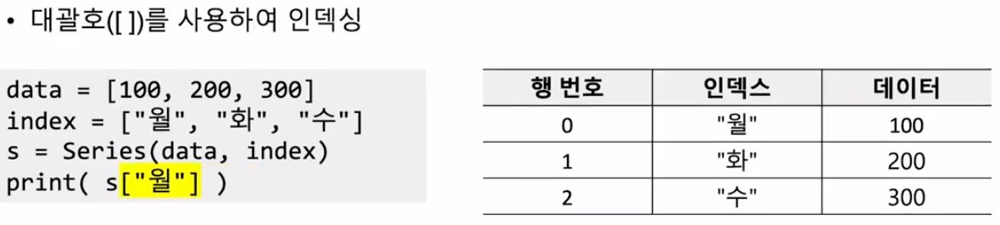 • 대괄호([ ])를 사용하여 인덱싱
data = [100, 200, 300]
index = ["월", "화", "수"]
s = Series(data, index)
print( s["월"] )
행 번호 인덱스 데이터
0 "월" 100
1 "화" 200
2 "수" 300